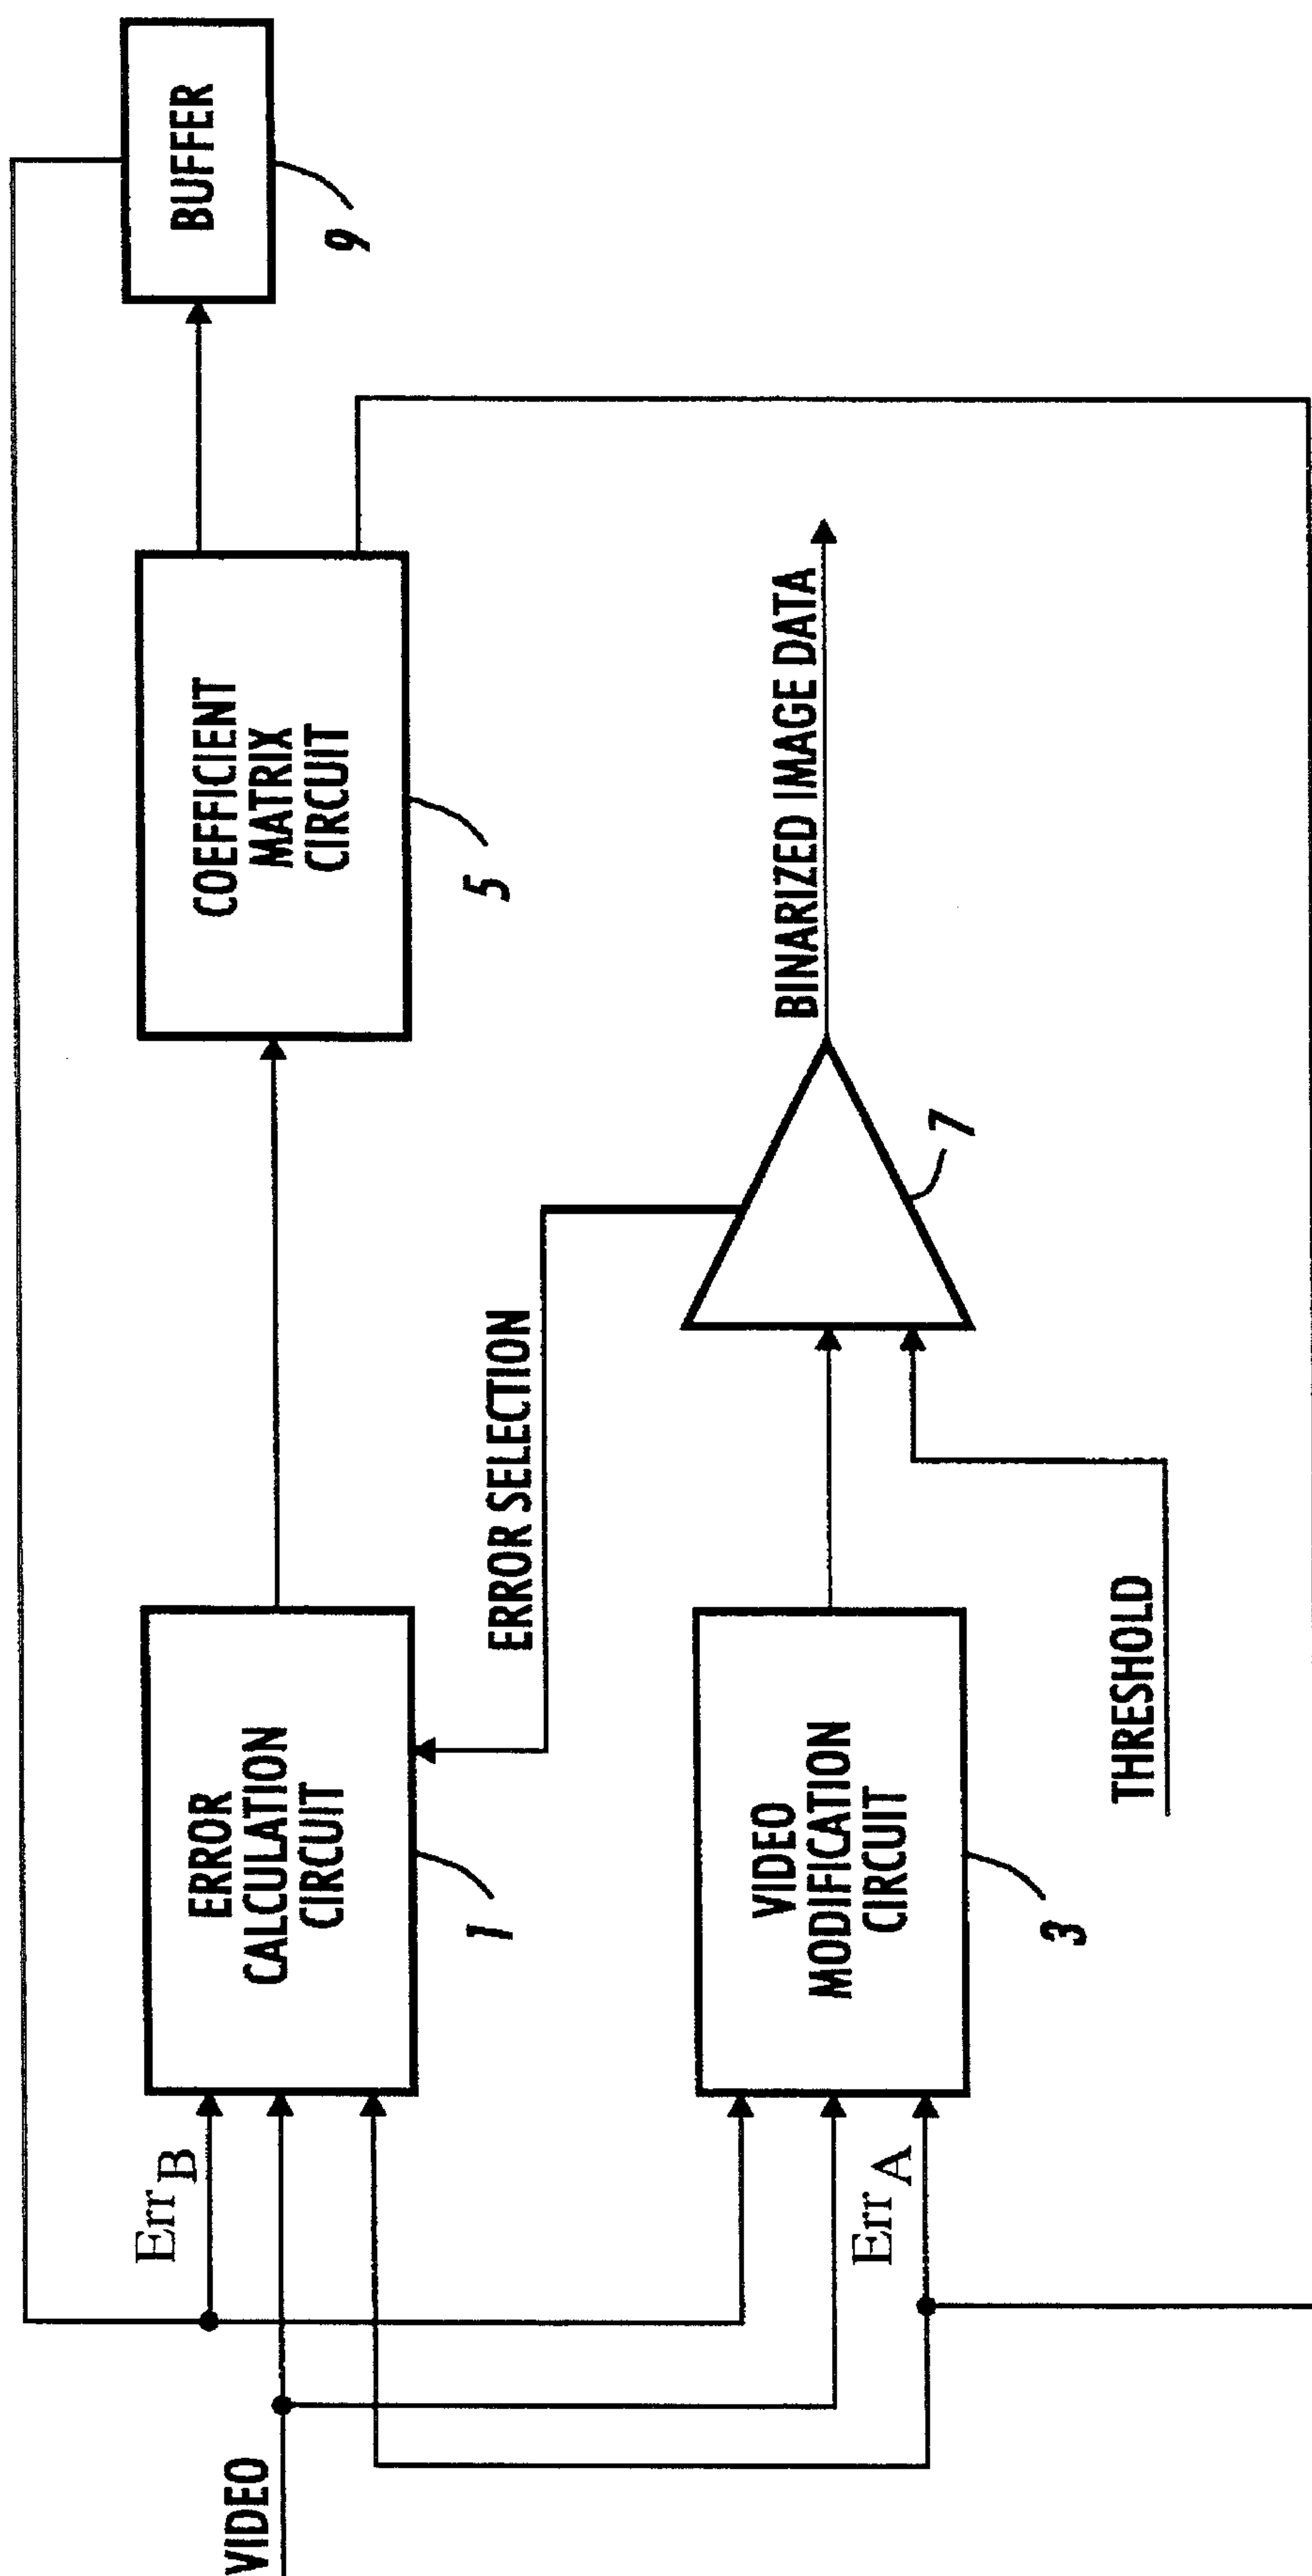 BUFFER
9
COEFFICIENT
MATRIX
CIRCUIT
5
BINARIZED IMAGE DATA
7
ERROR SELECTION
ERROR
CALCULATION
CIRCUIT
1
VIDEO
MODIFICATION
CIRCUIT
3
THRESHOLD
Err B
Err A
VIDEO